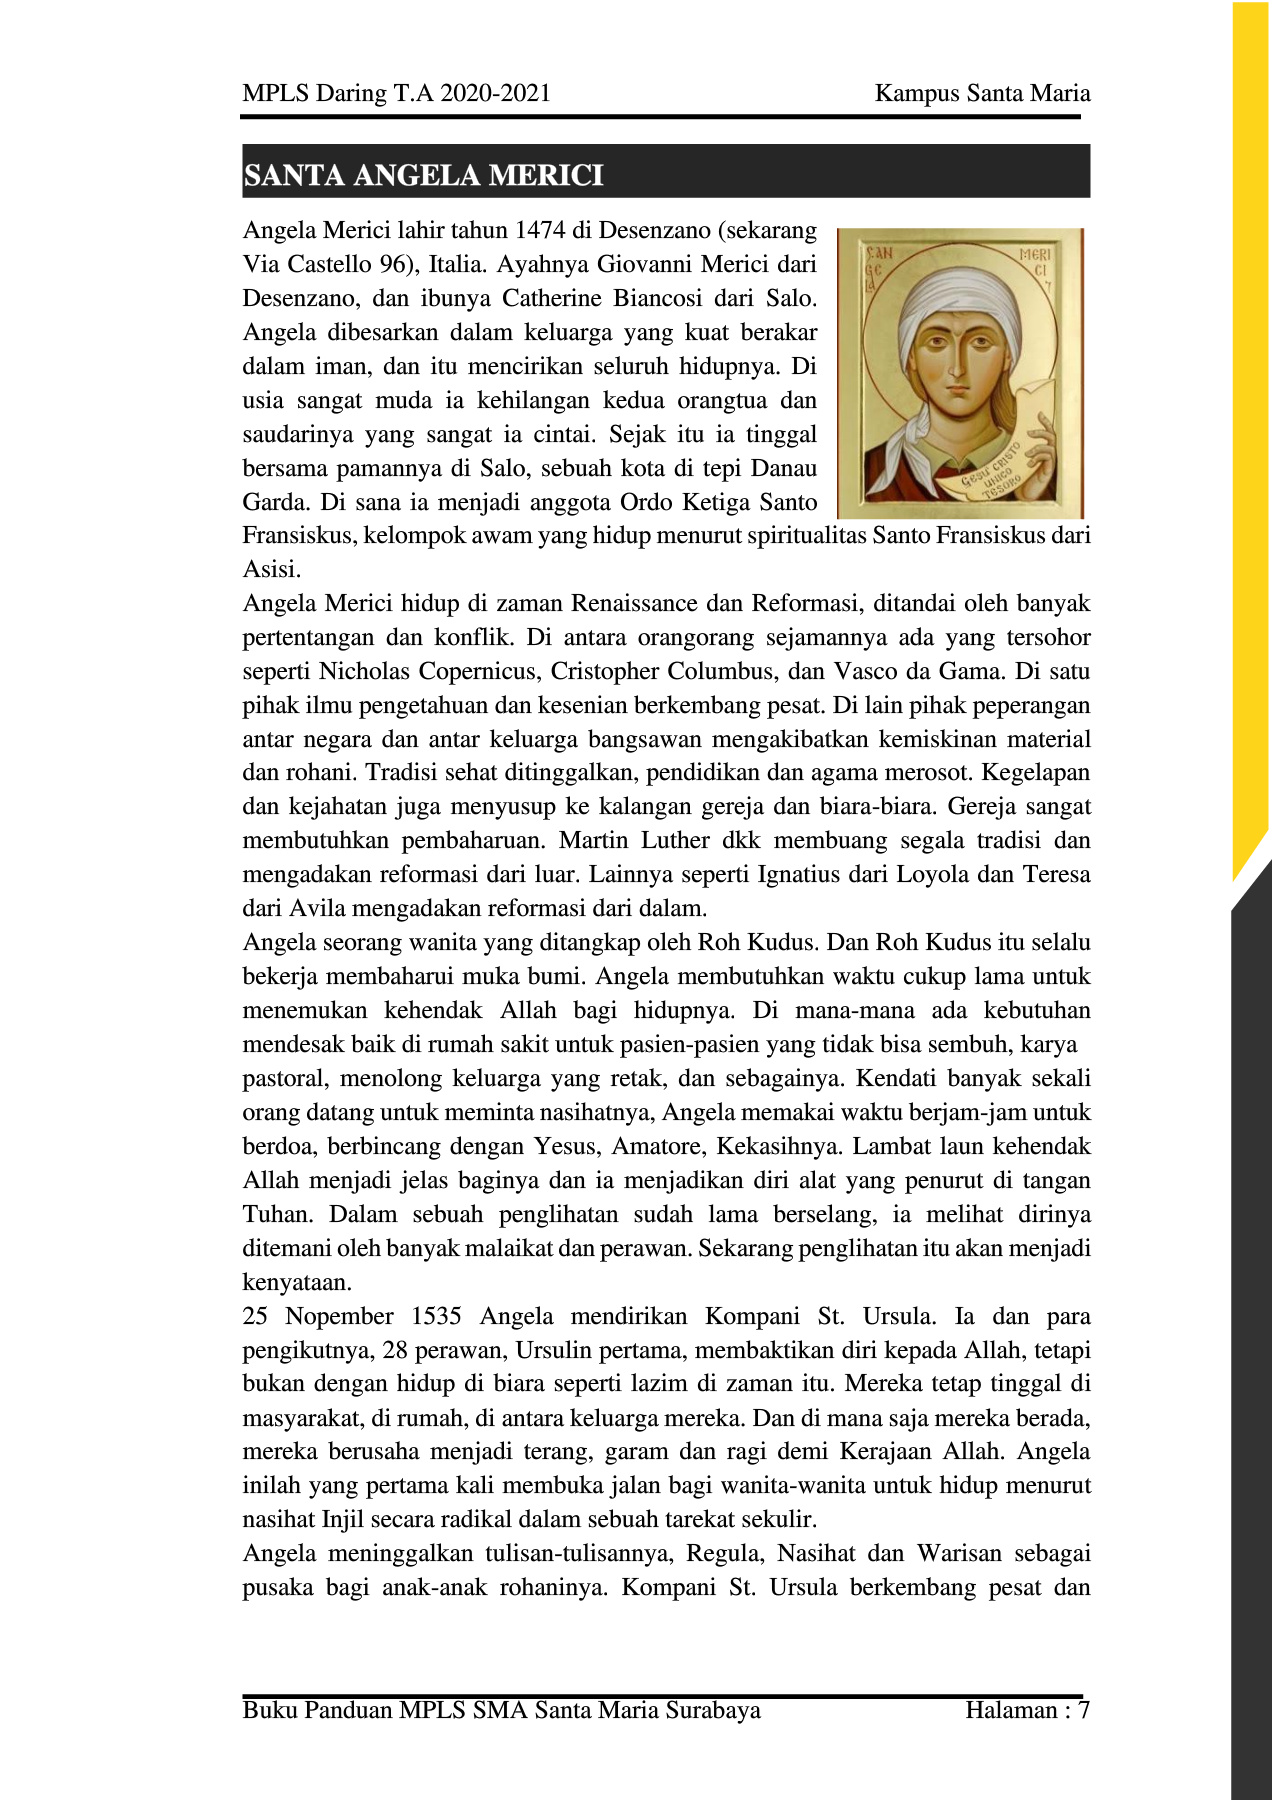 MPLS Daring T.A 2020-2021 Kampus Santa Maria
SANTA ANGELA MERICI
Angela Merici lahir tahun 1474 di Desenzano (sekarang
Via Castello 96), Italia. Ayahnya Giovanni Merici dari
Desenzano, dan ibunya Catherine Biancosi dari Salo.
Angela dibesarkan dalam keluarga yang kuat berakar
dalam iman, dan itu mencirikan seluruh hidupnya. Di
usia sangat muda ia kehilangan kedua orangtua dan
saudarinya yang sangat ia cintai. Sejak itu ia tinggal
bersama pamannya di Salo, sebuah kota di tepi Danau
Garda. Di sana ia menjadi anggota Ordo Ketiga Santo
S.AN
GE
LA
MERI
CI
GESU' CRISTO
UNICO
TESORO
Fransiskus, kelompok awam yang hidup menurut spiritualitas Santo Fransiskus dari
Asisi.
Angela Merici hidup di zaman Renaissance dan Reformasi, ditandai oleh banyak
pertentangan dan konflik. Di antara orangorang sejamannya ada yang tersohor
seperti Nicholas Copernicus, Cristopher Columbus, dan Vasco da Gama. Di satu
pihak ilmu pengetahuan dan kesenian berkembang pesat. Di lain pihak peperangan
antar negara dan antar keluarga bangsawan mengakibatkan kemiskinan material
dan rohani. Tradisi sehat ditinggalkan, pendidikan dan agama merosot. Kegelapan
dan kejahatan juga menyusup ke kalangan gereja dan biara-biara. Gereja sangat
membutuhkan pembaharuan. Martin Luther dkk membuang segala tradisi dan
mengadakan reformasi dari luar. Lainnya seperti Ignatius dari Loyola dan Teresa
dari Avila mengadakan reformasi dari dalam.
Angela seorang wanita yang ditangkap oleh Roh Kudus. Dan Roh Kudus itu selalu
bekerja membaharui muka bumi. Angela membutuhkan waktu cukup lama untuk
menemukan kehendak Allah bagi hidupnya. Di mana-mana ada kebutuhan
mendesak baik di rumah sakit untuk pasien-pasien yang tidak bisa sembuh, karya
pastoral, menolong keluarga yang retak, dan sebagainya. Kendati banyak sekali
orang datang untuk meminta nasihatnya, Angela memakai waktu berjam-jam untuk
berdoa, berbincang dengan Yesus, Amatore, Kekasihnya. Lambat laun kehendak
Allah menjadi jelas baginya dan ia menjadikan diri alat yang penurut di tangan
Tuhan. Dalam sebuah penglihatan sudah lama berselang, ia melihat dirinya
ditemani oleh banyak malaikat dan perawan. Sekarang penglihatan itu akan menjadi
kenyataan.
25 Nopember 1535 Angela mendirikan Kompani St. Ursula. Ia dan para
pengikutnya, 28 perawan, Ursulin pertama, membaktikan diri kepada Allah, tetapi
bukan dengan hidup di biara seperti lazim di zaman itu. Mereka tetap tinggal di
masyarakat, di rumah, di antara keluarga mereka. Dan di mana saja mereka berada,
mereka berusaha menjadi terang, garam dan ragi demi Kerajaan Allah. Angela
inilah yang pertama kali membuka jalan bagi wanita-wanita untuk hidup menurut
nasihat Injil secara radikal dalam sebuah tarekat sekulir.
Angela meninggalkan tulisan-tulisannya, Regula, Nasihat dan Warisan sebagai
pusaka bagi anak-anak rohaninya. Kompani St. Ursula berkembang pesat dan
Buku Panduan MPLS SMA Santa Maria Surabaya Halaman : 7